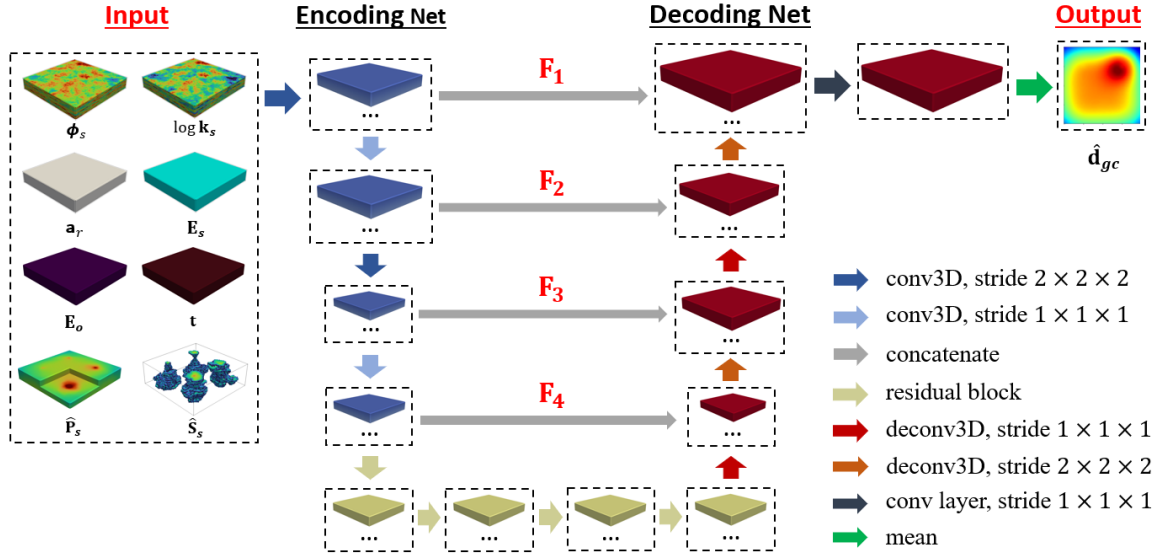 Input
Encoding Net
Decoding Net
Output
ϕₛ
log kₛ
aᵣ
Eₛ
Eₒ
t
P̂ₛ
Ŝₛ
...
...
...
...
...
...
...
...
...
...
...
...
F₁
F₂
F₃
F₄
d̂_gc
conv3D, stride 2 × 2 × 2
conv3D, stride 1 × 1 × 1
concatenate
residual block
deconv3D, stride 1 × 1 × 1
deconv3D, stride 2 × 2 × 2
conv layer, stride 1 × 1 × 1
mean